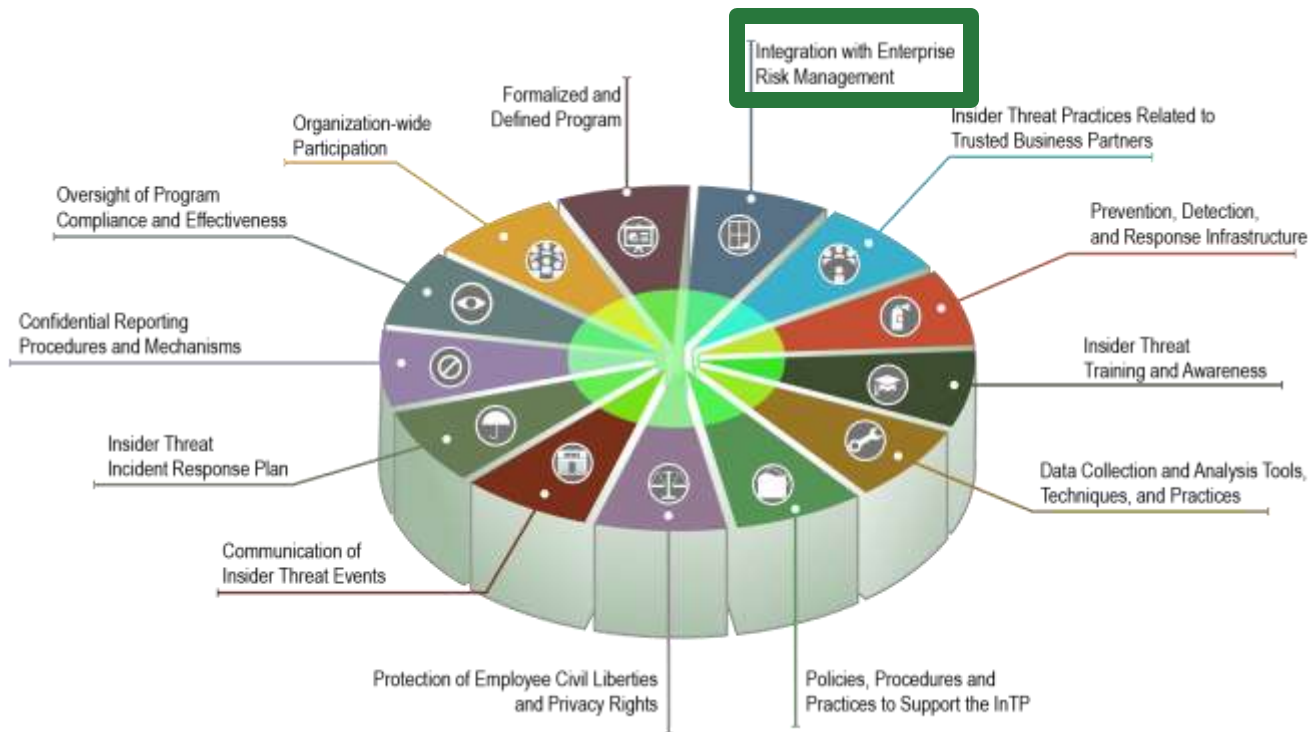 Integration with Enterprise
Risk Management
Formalized and
Defined Program
Insider Threat Practices Related to
Trusted Business Partners
Organization-wide
Participation
Oversight of Program
Compliance and Effectiveness
Prevention, Detection,
and Response Infrastructure
Confidential Reporting
Procedures and Mechanisms
Insider Threat
Training and Awareness
Insider Threat
Incident Response Plan
Data Collection and Analysis Tools,
Techniques, and Practices
Communication of
Insider Threat Events
Protection of Employee Civil Liberties
and Privacy Rights
Policies, Procedures and
Practices to Support the InTP